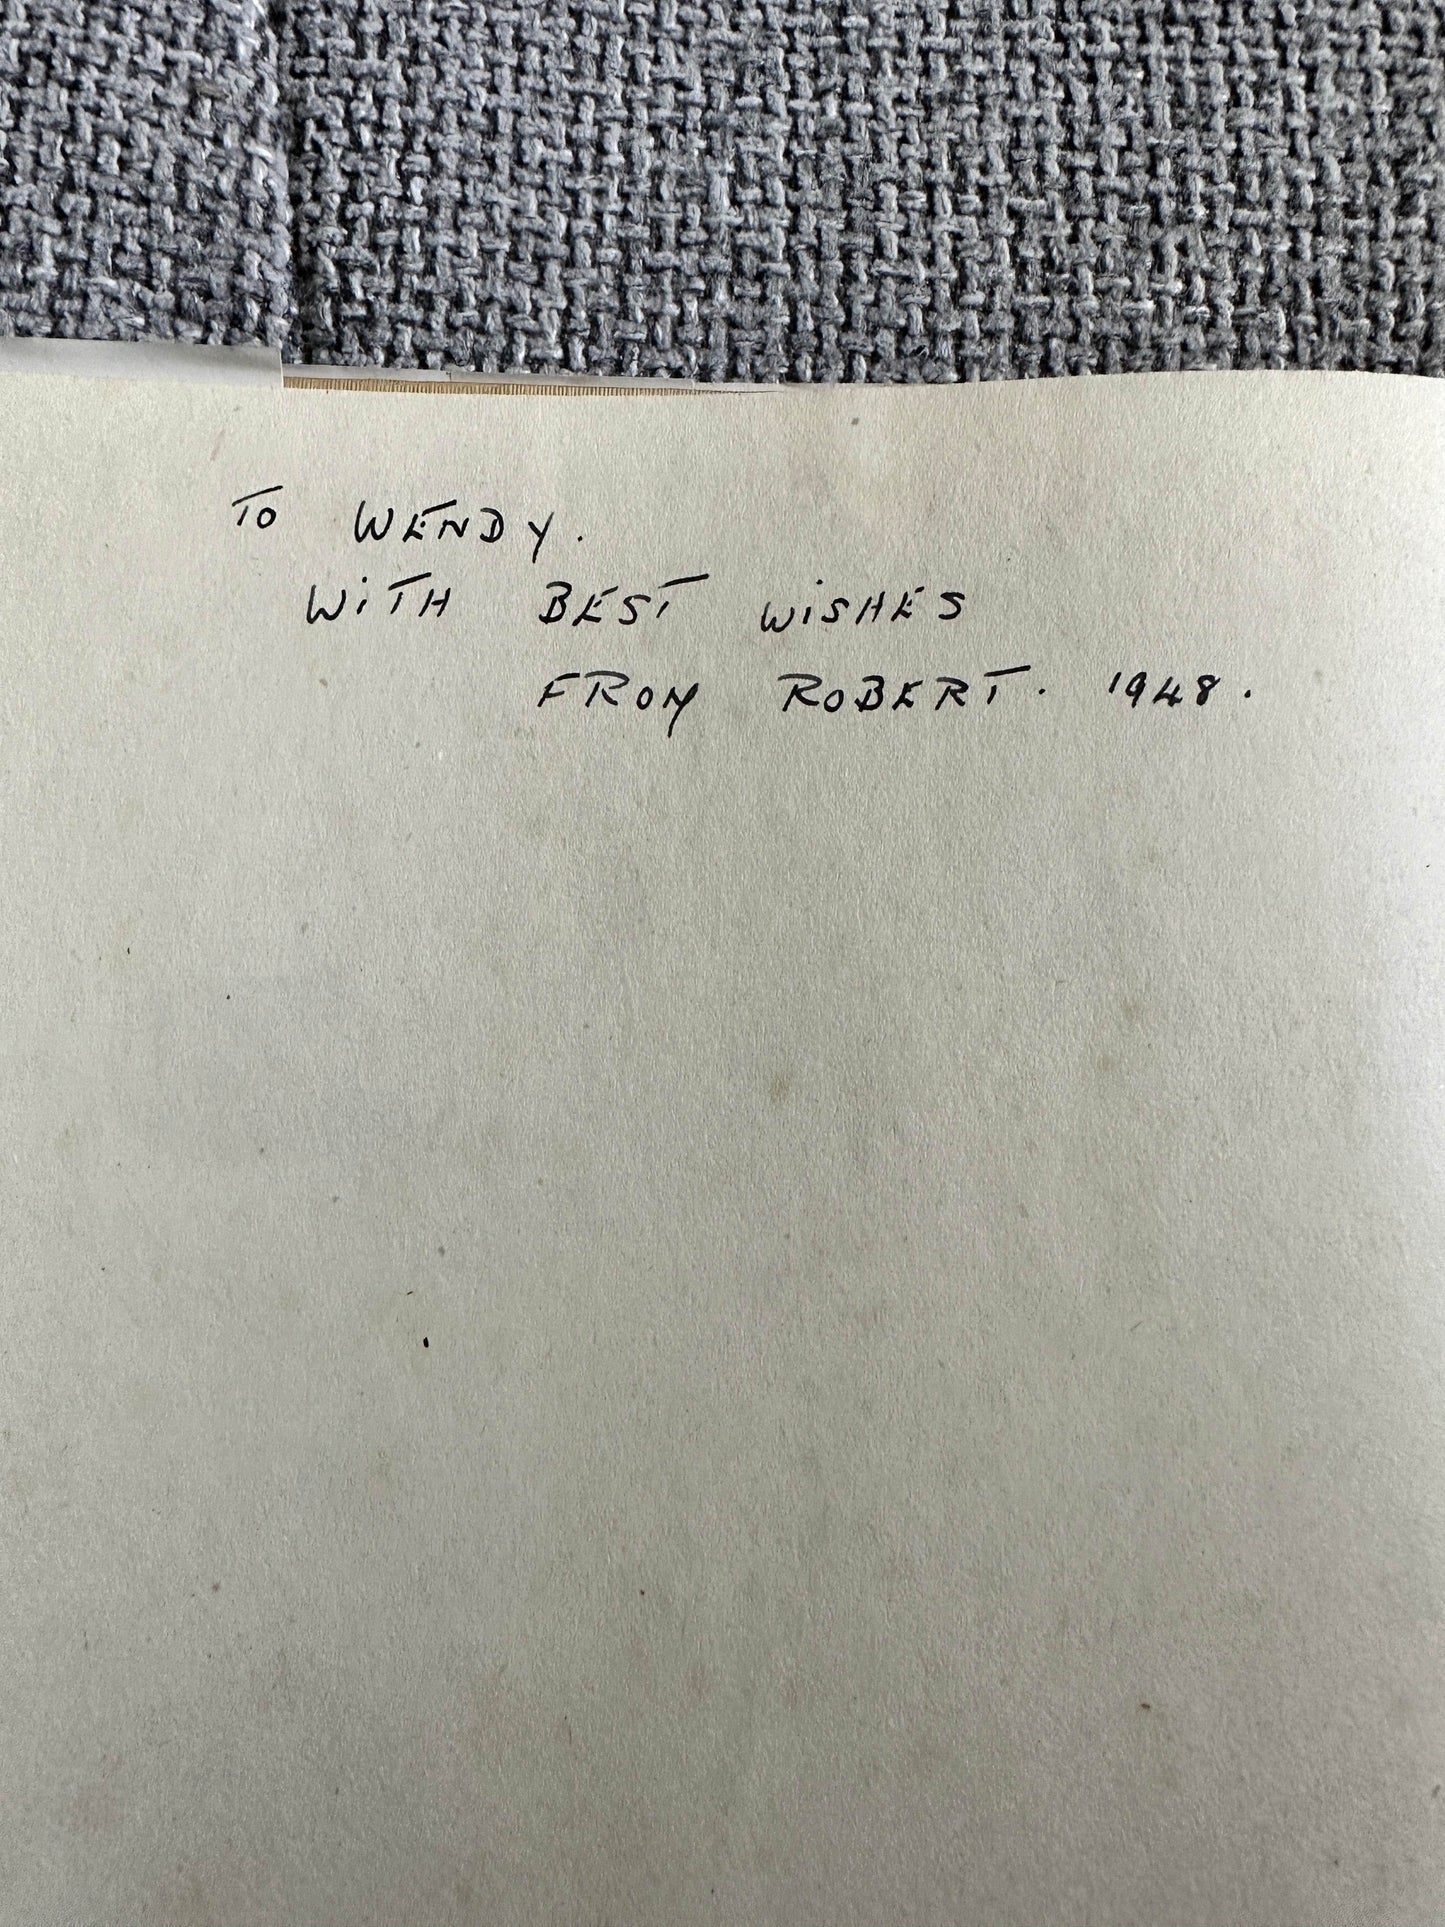 TO WENDY.
WiTH BEST WiSHES
FROM ROBERT. 1948.